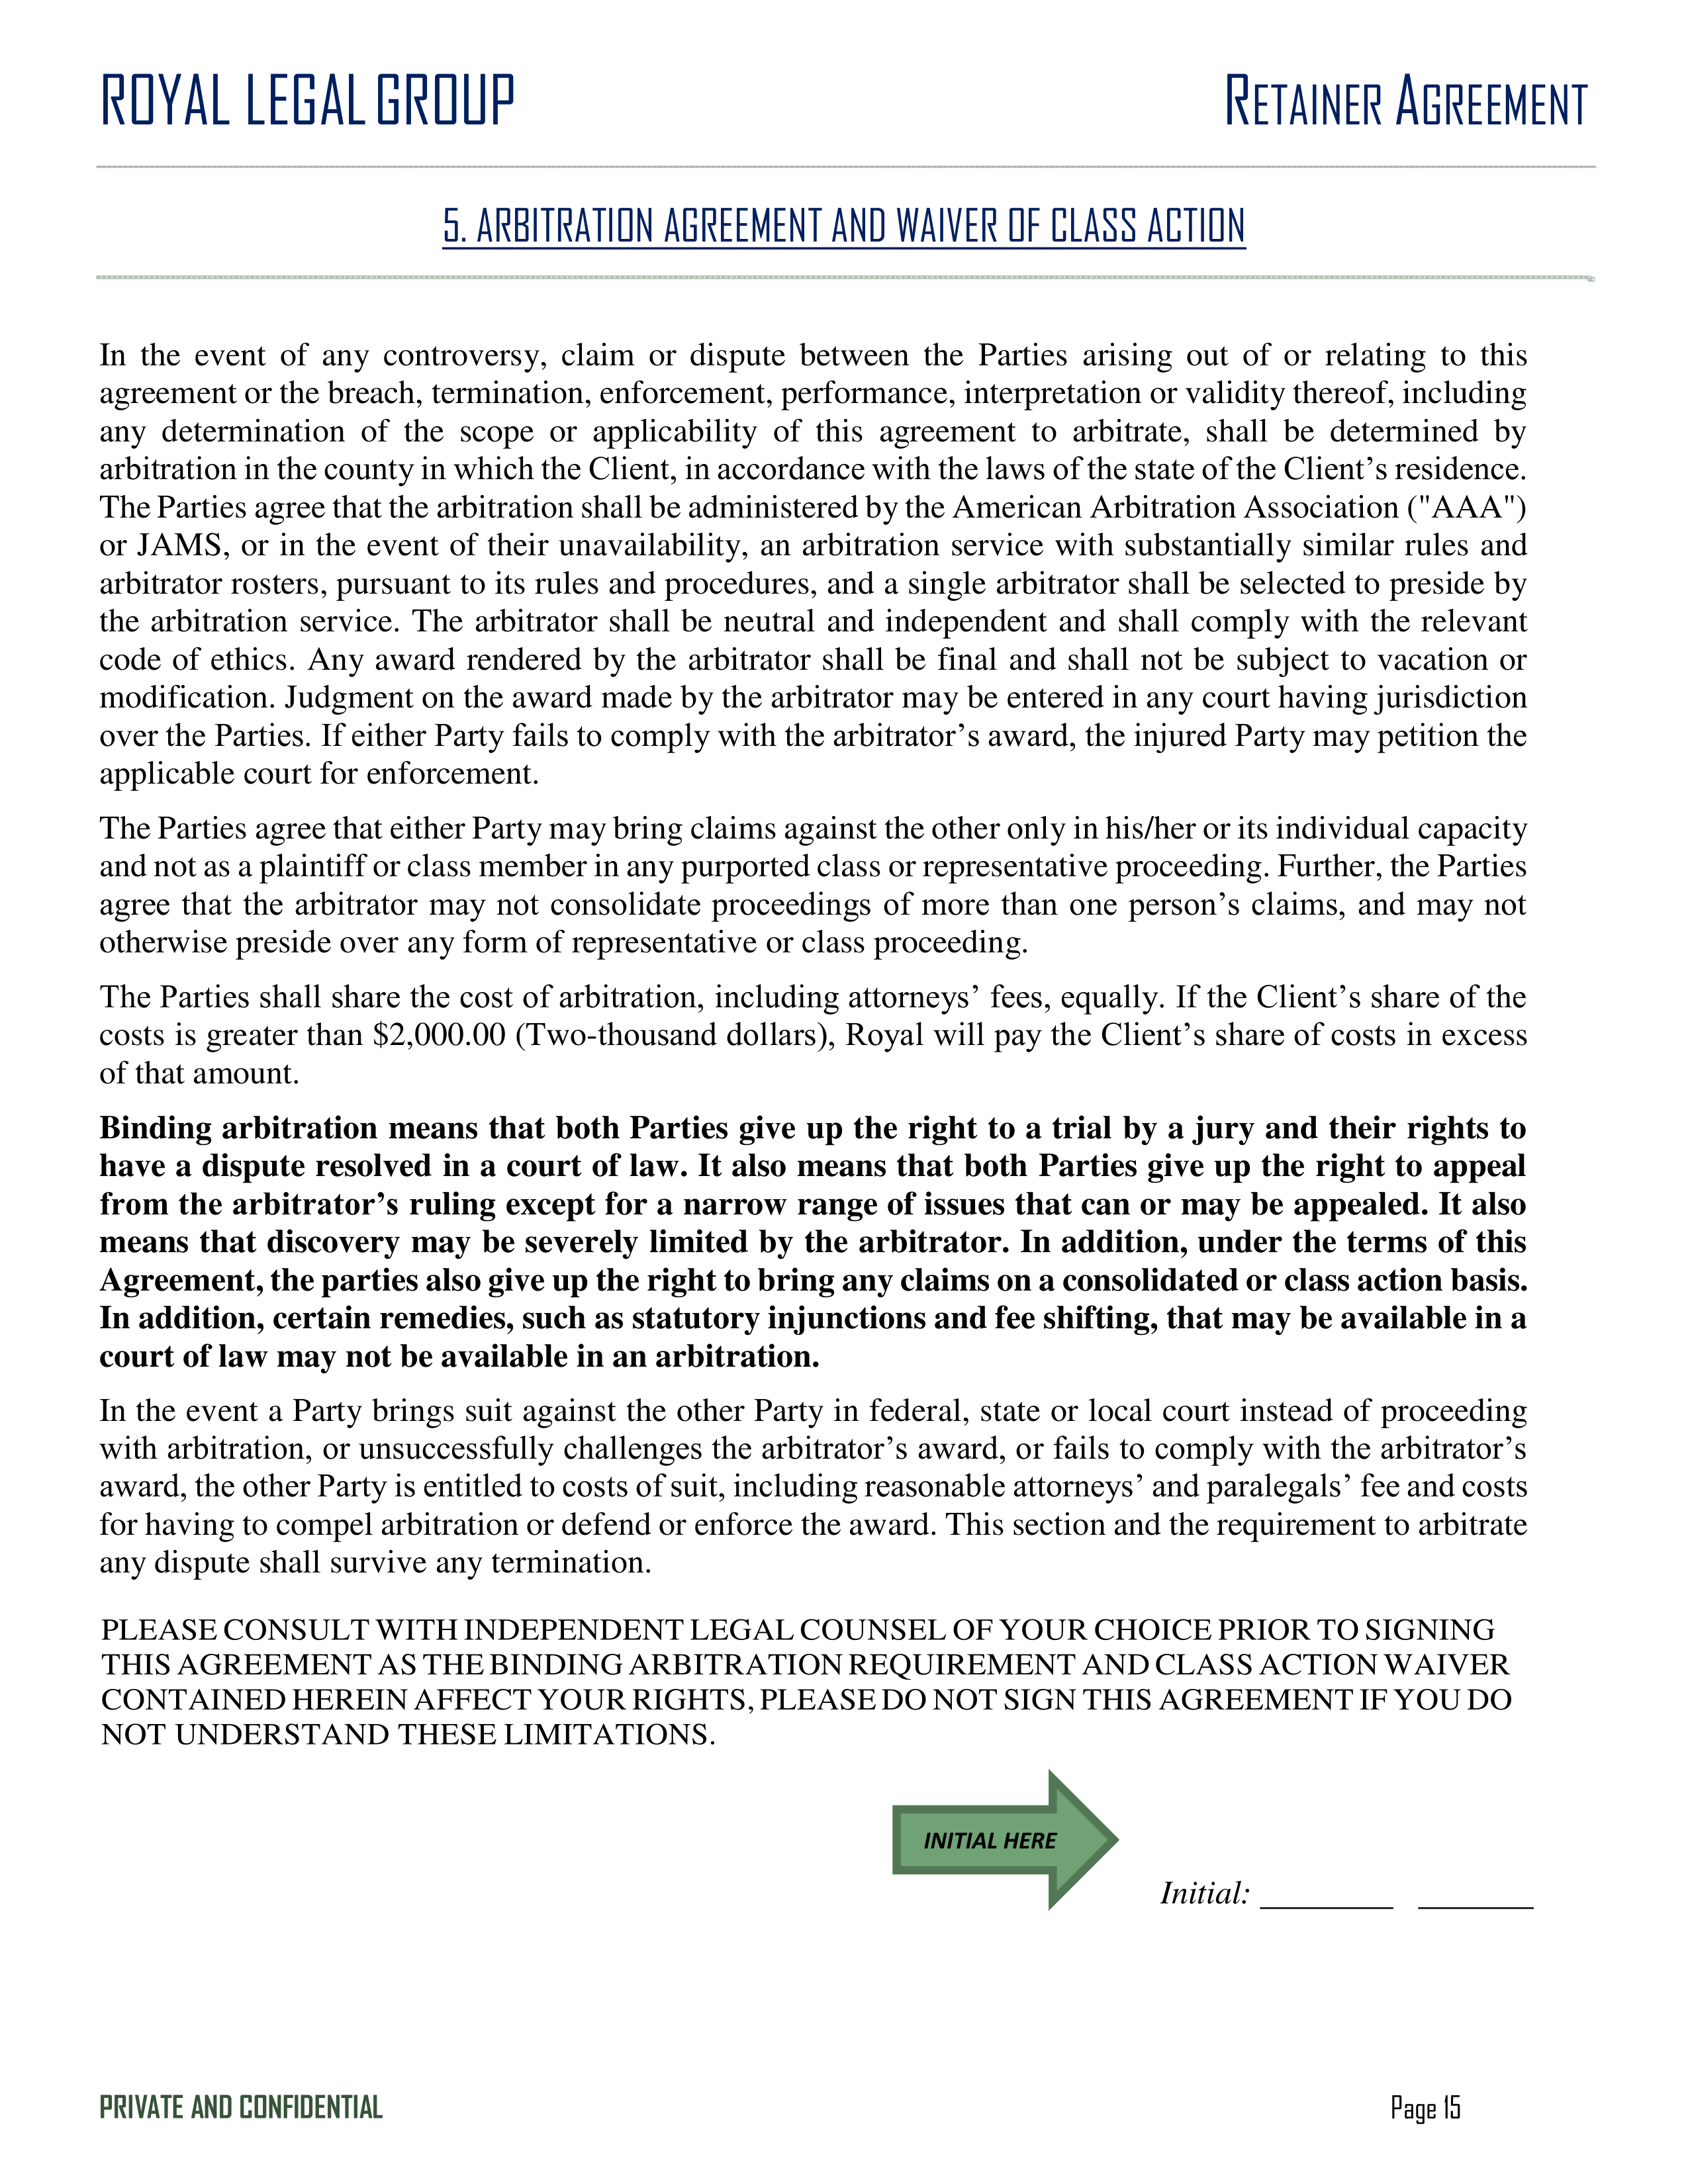 ROYAL LEGAL GROUP RETAINER AGREEMENT
5. ARBITRATION AGREEMENT AND WAIVER OF CLASS ACTION
In the event of any controversy, claim or dispute between the Parties arising out of or relating to this
agreement or the breach, termination, enforcement, performance, interpretation or validity thereof, including
any determination of the scope or applicability of this agreement to arbitrate, shall be determined by
arbitration in the county in which the Client, in accordance with the laws of the state of the Client’s residence.
The Parties agree that the arbitration shall be administered by the American Arbitration Association ("AAA")
or JAMS, or in the event of their unavailability, an arbitration service with substantially similar rules and
arbitrator rosters, pursuant to its rules and procedures, and a single arbitrator shall be selected to preside by
the arbitration service. The arbitrator shall be neutral and independent and shall comply with the relevant
code of ethics. Any award rendered by the arbitrator shall be final and shall not be subject to vacation or
modification. Judgment on the award made by the arbitrator may be entered in any court having jurisdiction
over the Parties. If either Party fails to comply with the arbitrator’s award, the injured Party may petition the
applicable court for enforcement.
The Parties agree that either Party may bring claims against the other only in his/her or its individual capacity
and not as a plaintiff or class member in any purported class or representative proceeding. Further, the Parties
agree that the arbitrator may not consolidate proceedings of more than one person’s claims, and may not
otherwise preside over any form of representative or class proceeding.
The Parties shall share the cost of arbitration, including attorneys’ fees, equally. If the Client’s share of the
costs is greater than $2,000.00 (Two-thousand dollars), Royal will pay the Client’s share of costs in excess
of that amount.
Binding arbitration means that both Parties give up the right to a trial by a jury and their rights to
have a dispute resolved in a court of law. It also means that both Parties give up the right to appeal
from the arbitrator’s ruling except for a narrow range of issues that can or may be appealed. It also
means that discovery may be severely limited by the arbitrator. In addition, under the terms of this
Agreement, the parties also give up the right to bring any claims on a consolidated or class action basis.
In addition, certain remedies, such as statutory injunctions and fee shifting, that may be available in a
court of law may not be available in an arbitration.
In the event a Party brings suit against the other Party in federal, state or local court instead of proceeding
with arbitration, or unsuccessfully challenges the arbitrator’s award, or fails to comply with the arbitrator’s
award, the other Party is entitled to costs of suit, including reasonable attorneys’ and paralegals’ fee and costs
for having to compel arbitration or defend or enforce the award. This section and the requirement to arbitrate
any dispute shall survive any termination.
PLEASE CONSULT WITH INDEPENDENT LEGAL COUNSEL OF YOUR CHOICE PRIOR TO SIGNING
THIS AGREEMENT AS THE BINDING ARBITRATION REQUIREMENT AND CLASS ACTION WAIVER
CONTAINED HEREIN AFFECT YOUR RIGHTS, PLEASE DO NOT SIGN THIS AGREEMENT IF YOU DO
NOT UNDERSTAND THESE LIMITATIONS.
INITIAL HERE
Initial: ________ _______
PRIVATE AND CONFIDENTIAL Page 15